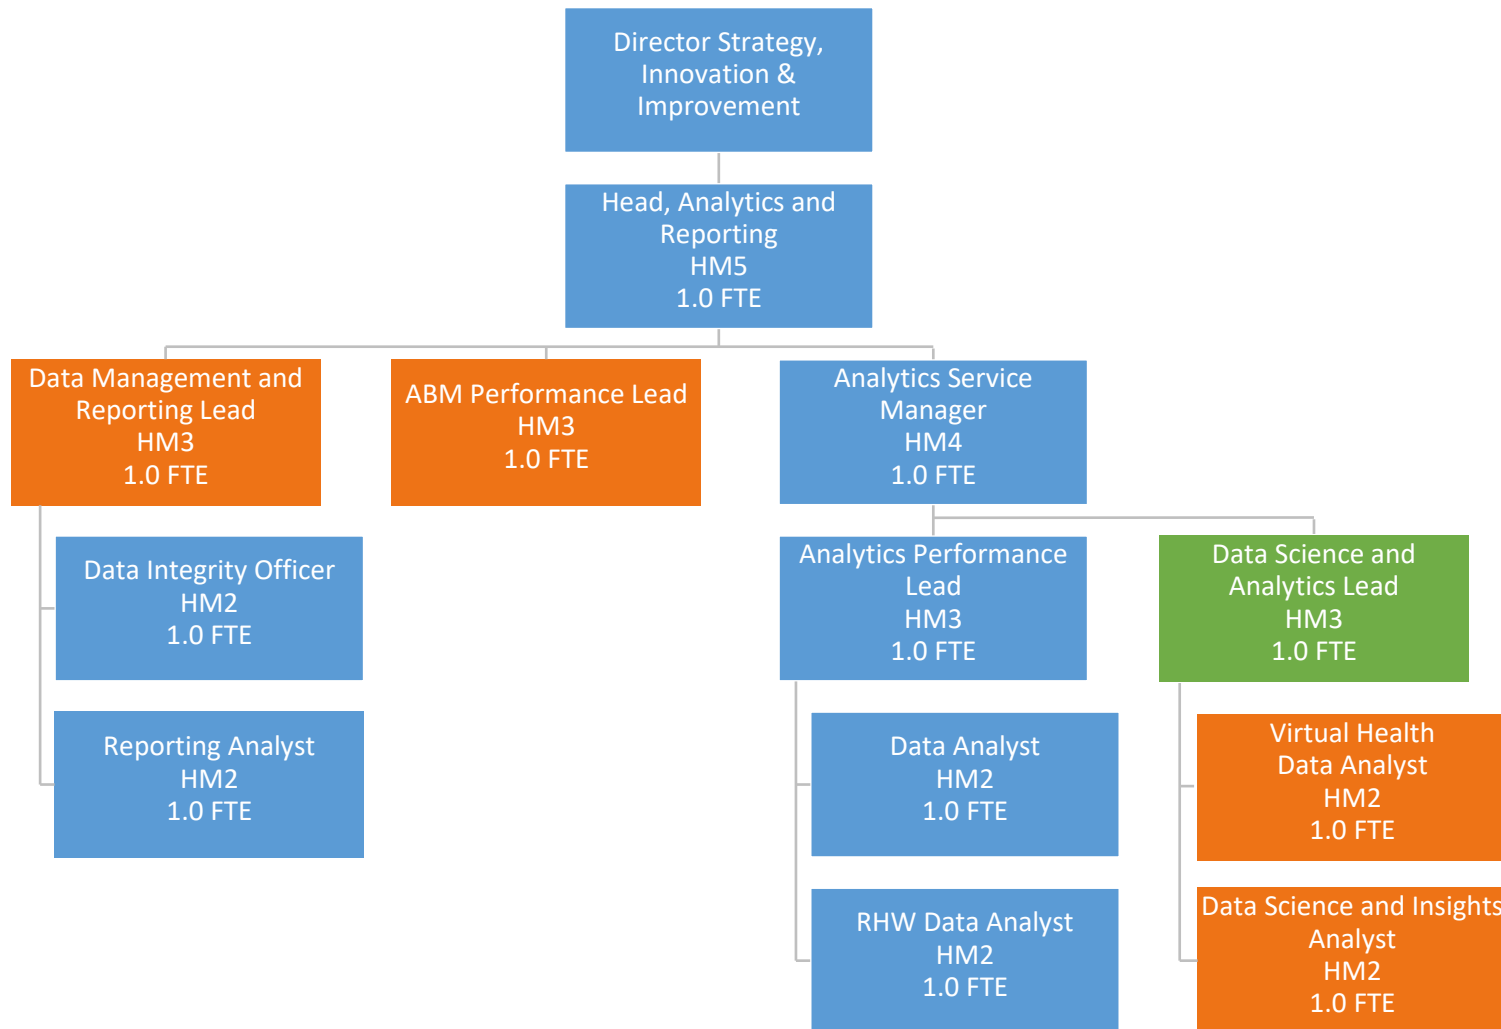 Director Strategy,
Innovation &
Improvement
Head, Analytics and
Reporting
HM5
1.0 FTE
Data Management and
Reporting Lead
HM3
1.0 FTE
ABM Performance Lead
HM3
1.0 FTE
Analytics Service
Manager
HM4
1.0 FTE
Data Integrity Officer
HM2
1.0 FTE
Reporting Analyst
HM2
1.0 FTE
Analytics Performance
Lead
HM3
1.0 FTE
Data Analyst
HM2
1.0 FTE
RHW Data Analyst
HM2
1.0 FTE
Data Science and
Analytics Lead
HM3
1.0 FTE
Virtual Health
Data Analyst
HM2
1.0 FTE
Data Science and Insights
Analyst
HM2
1.0 FTE